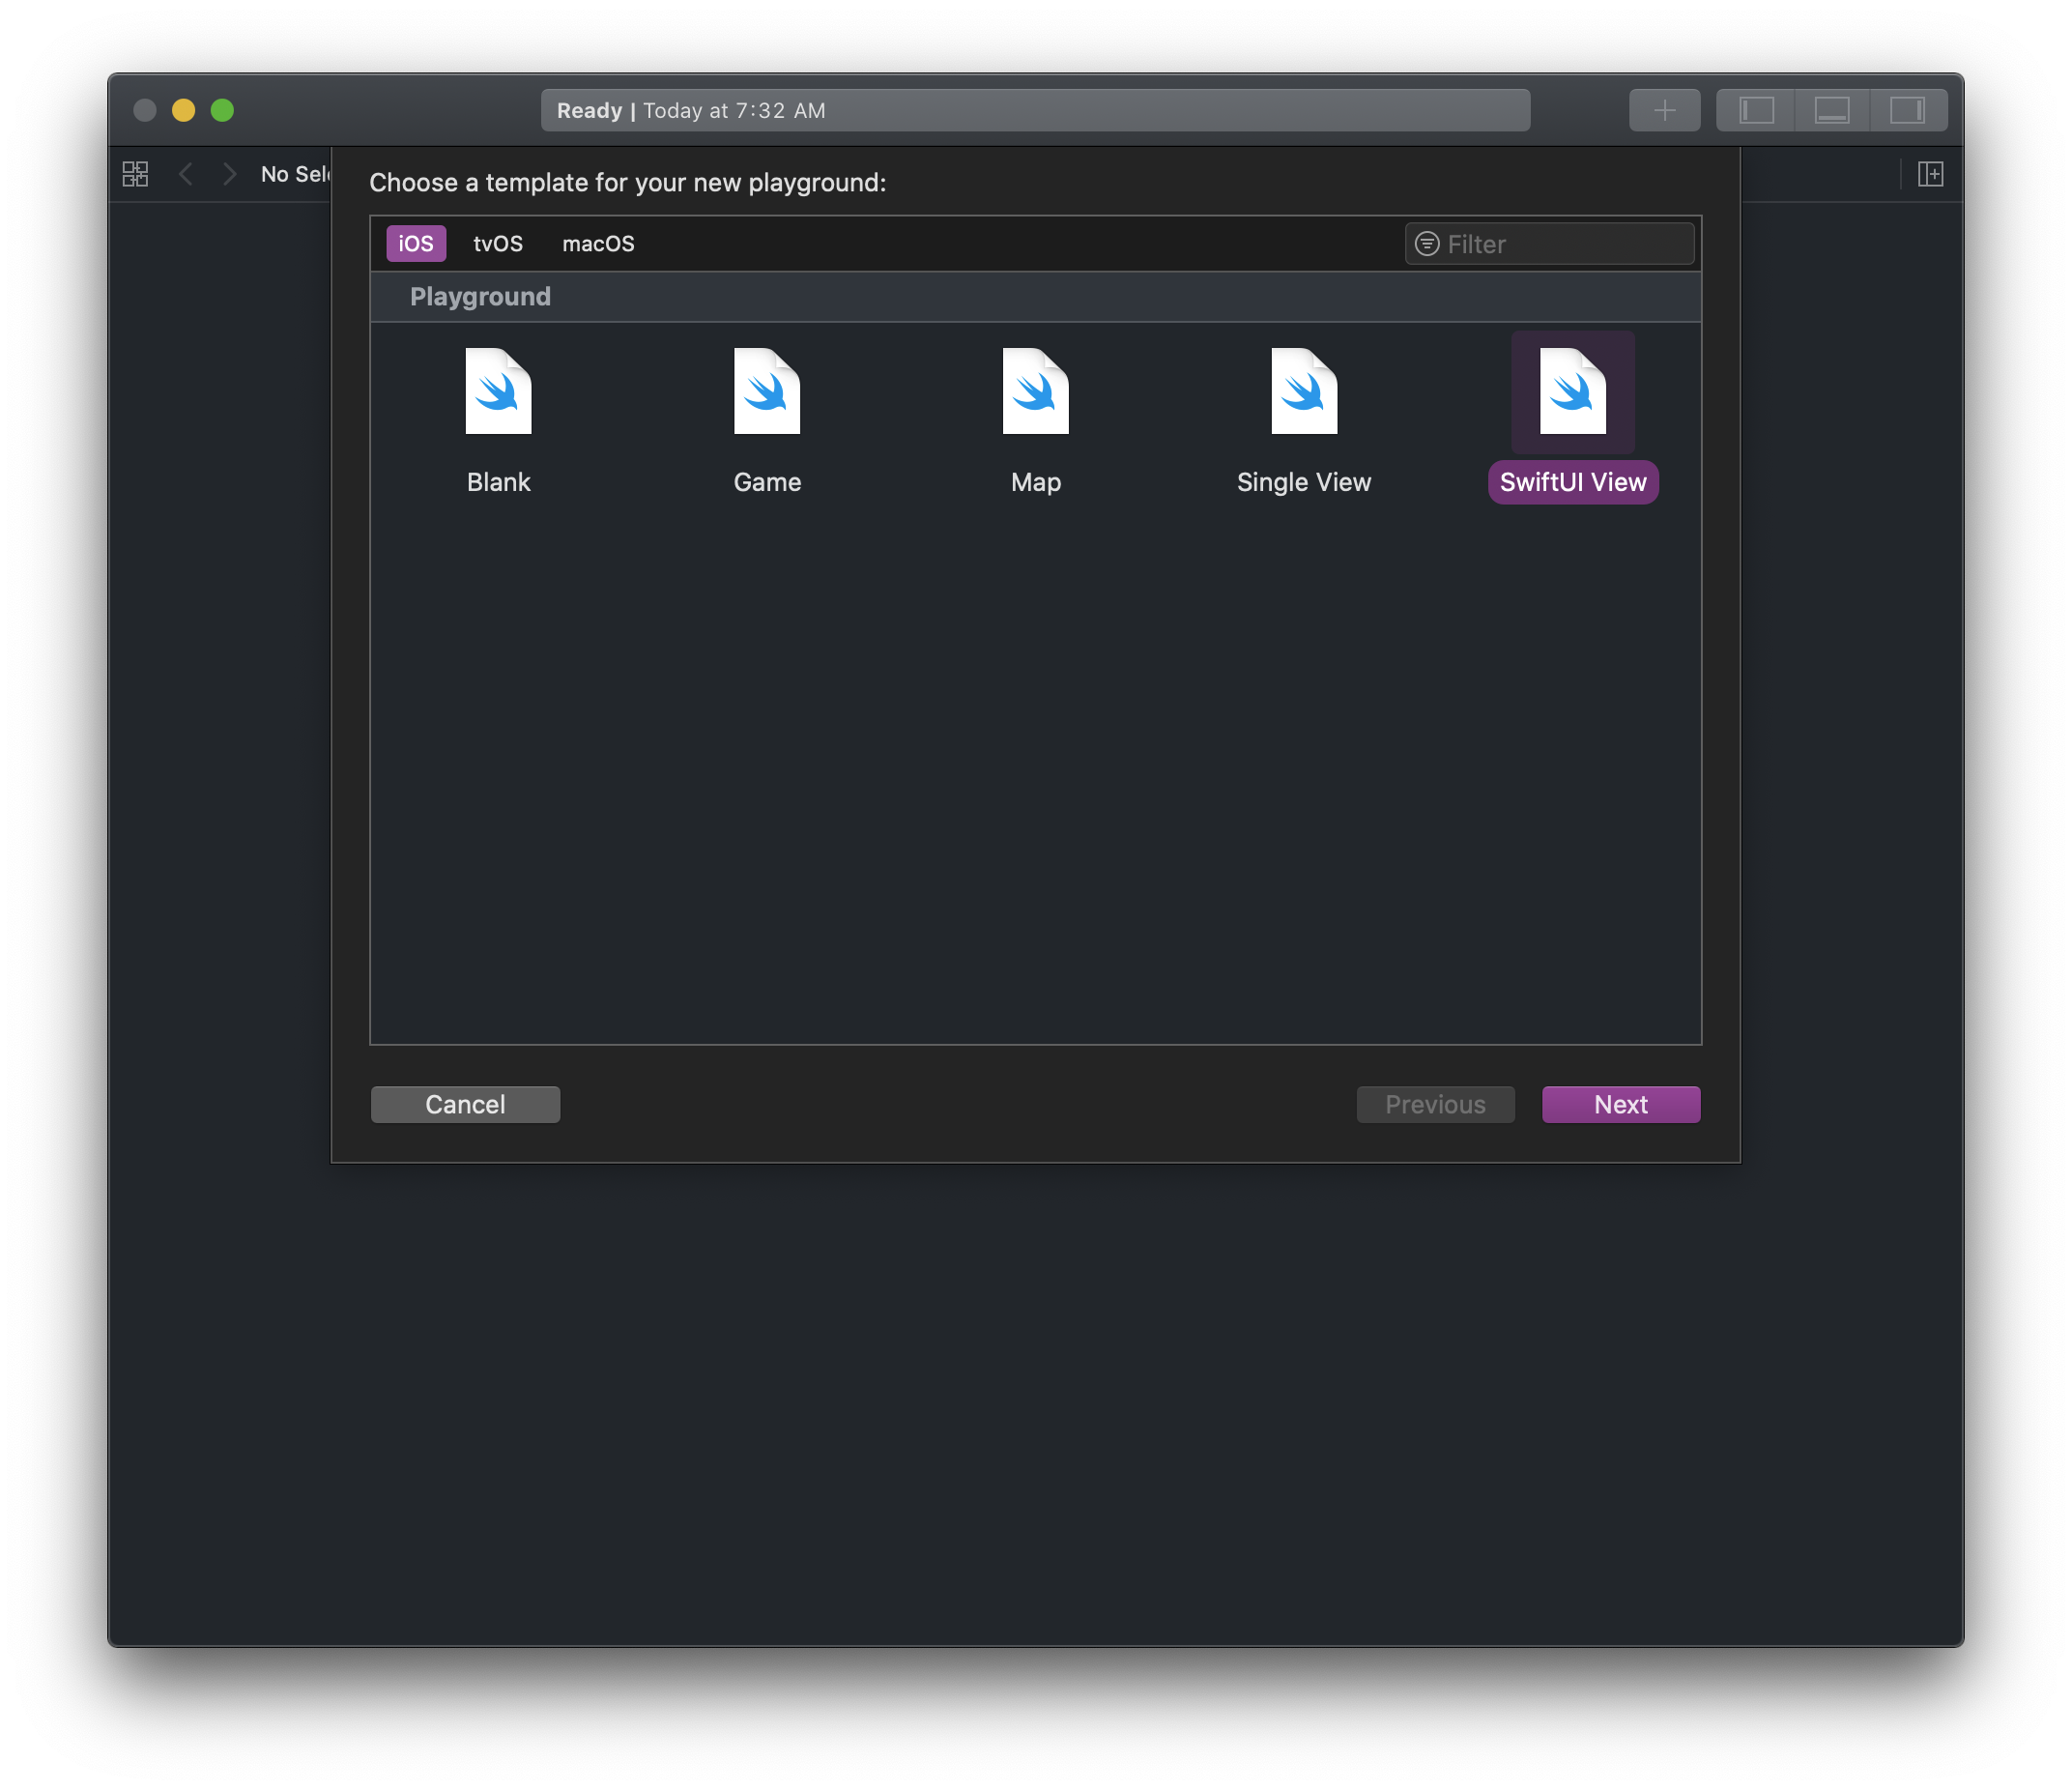 Ready | Today at 7:32 AM
No Sel
Choose a template for your new playground:
iOS tvOS macOS Filter
Playground
Blank Game Map Single View SwiftUI View
Cancel Previous Next